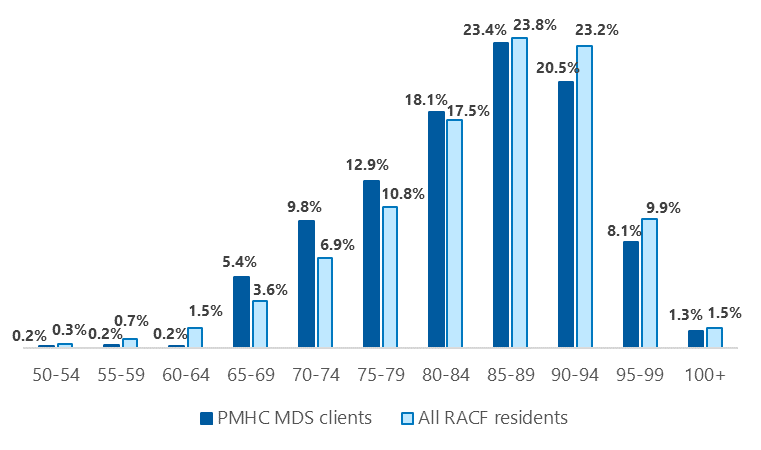 23.4% 23.8% 23.2%
20.5%
18.1% 17.5%
12.9%
10.8%
9.8%
9.9%
8.1%
6.9%
5.4%
3.6%
0.2% 0.3% 0.2% 0.7% 0.2% 1.5% 1.3% 1.5%
50-54 55-59 60-64 65-69 70-74 75-79 80-84 85-89 90-94 95-99 100+
PMHC MDS clients All RACF residents